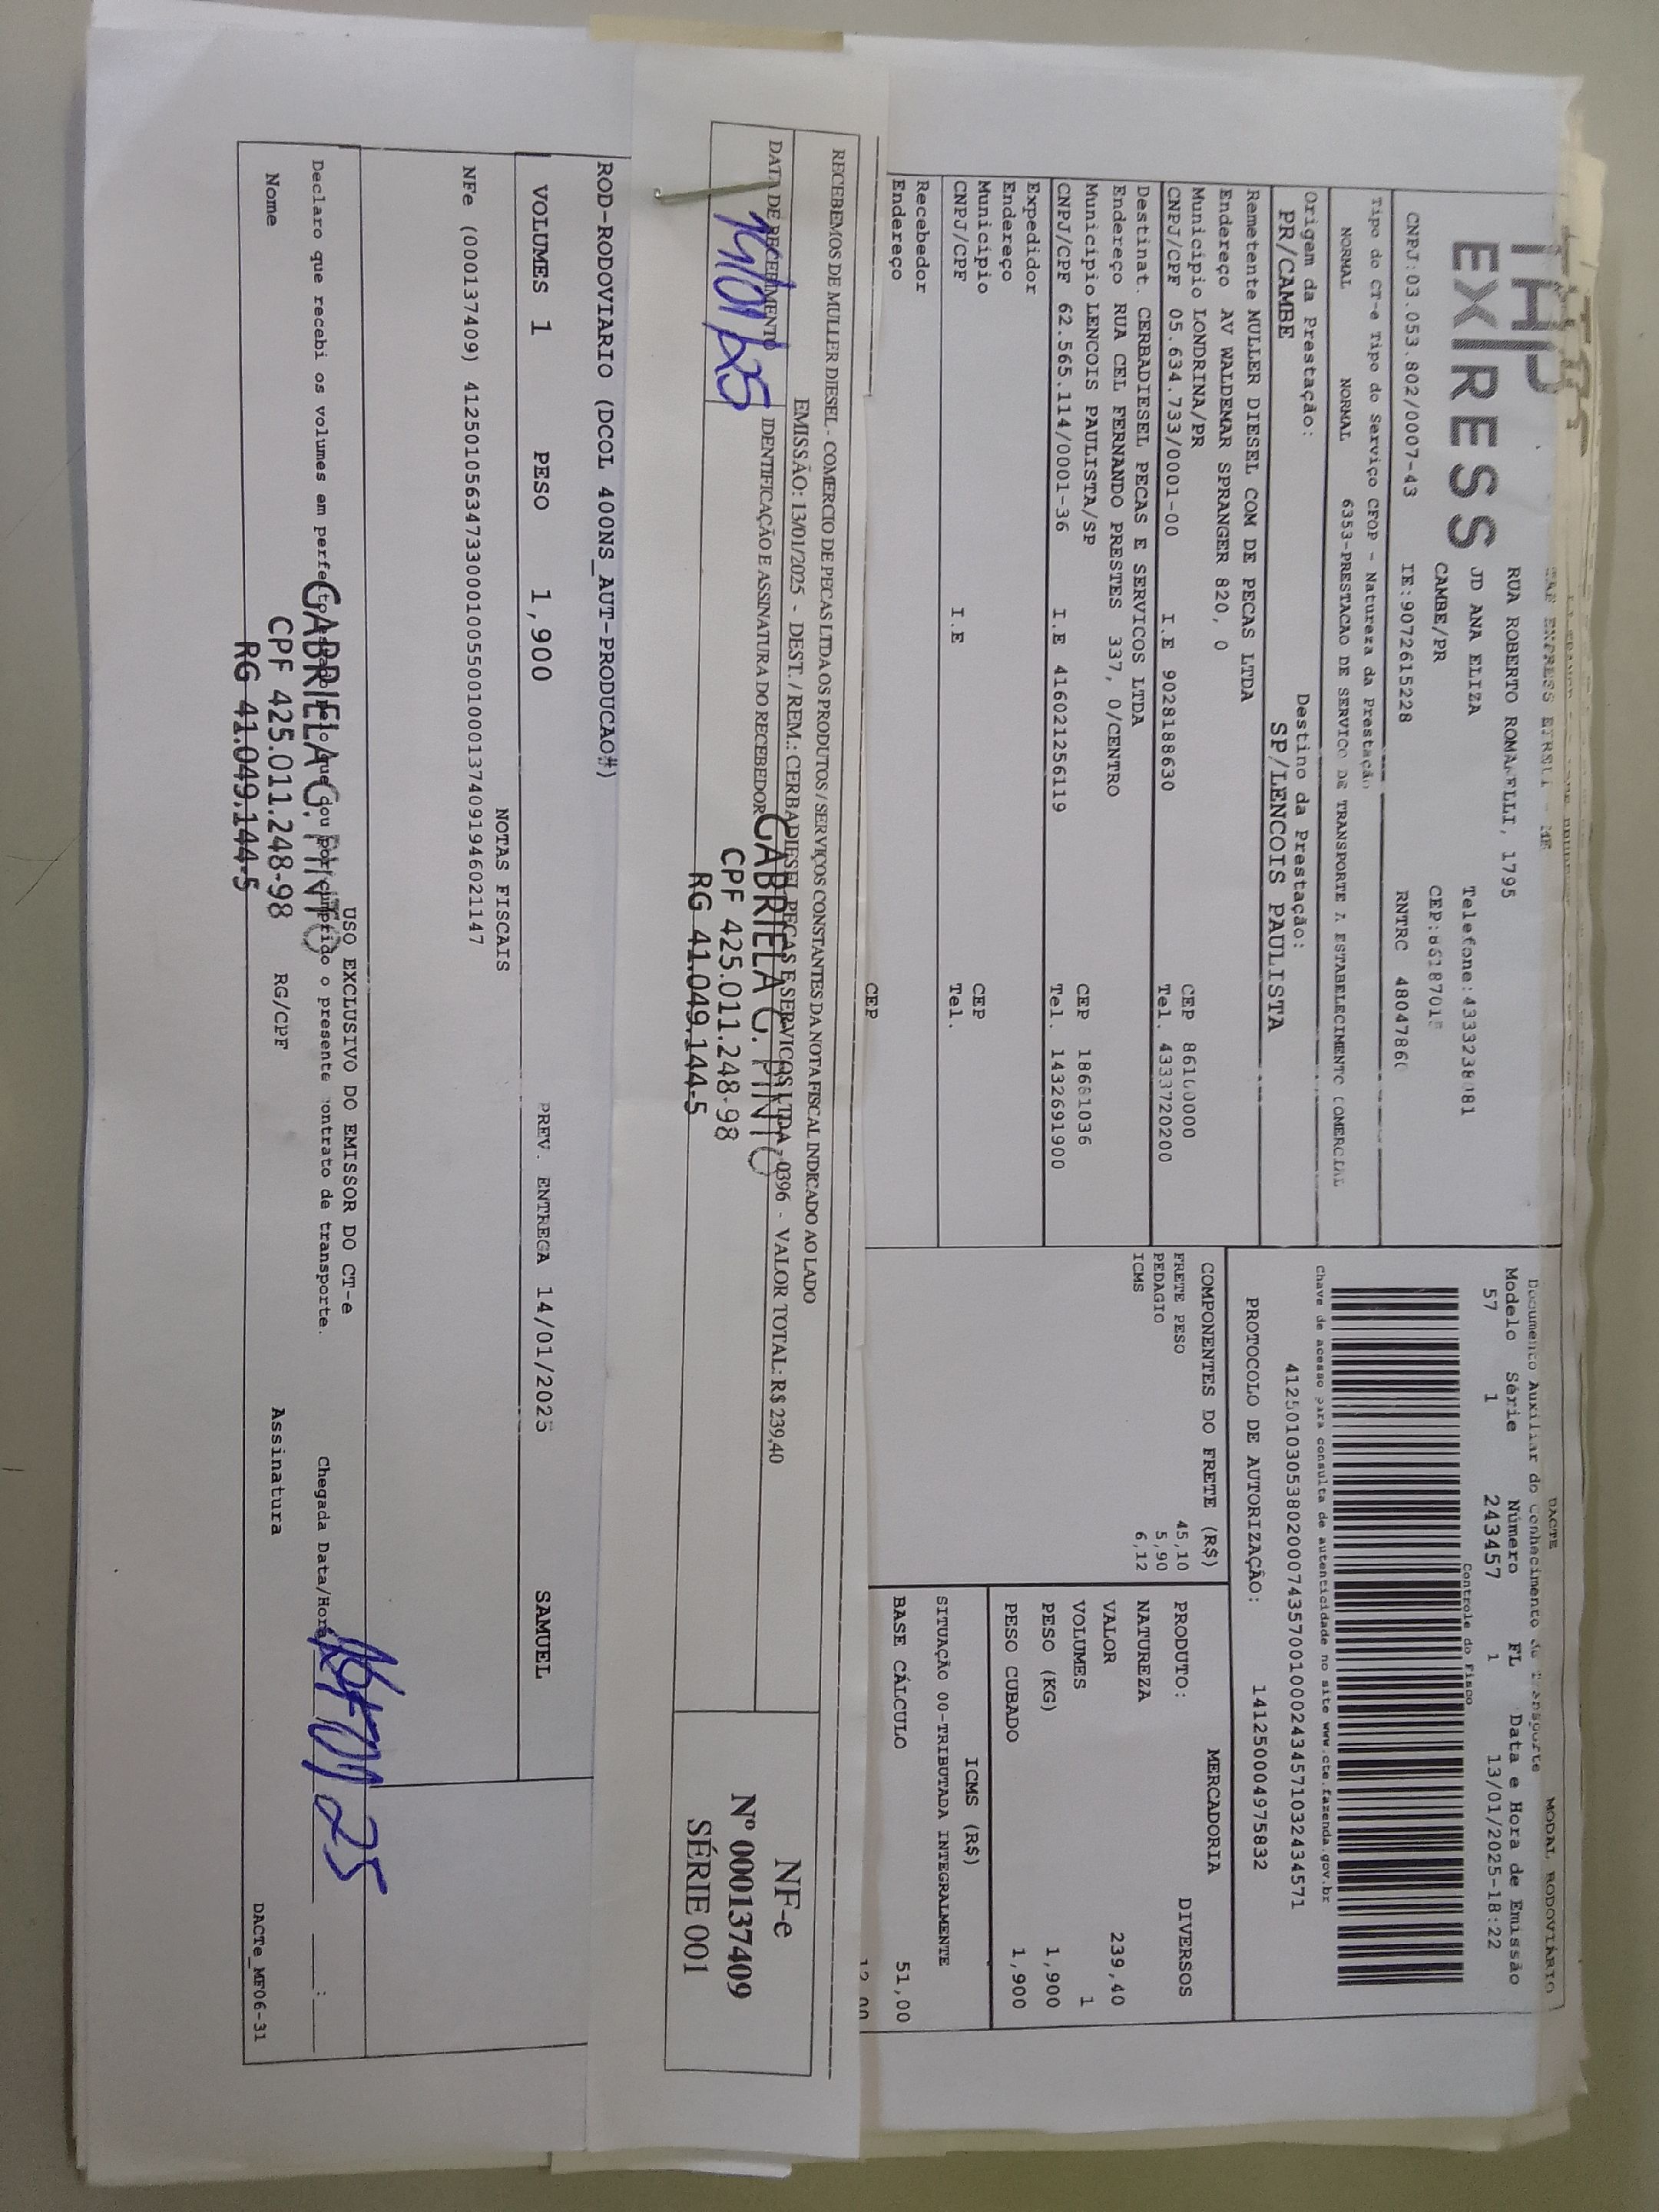 EXPRESS
RUA ROBERTO ROMANELLI, 1795
JD ANA ELIZA
Telefone:4333238081
CAMBE/PR
CNPJ:03.053.802/0007-43 IE:9072615228
Tipo do CT-e Tipo do Serviço CFOP - Natureza da Prestação
NORMAL NORMAL 6353-PRESTACAO DE SERVICO DE TRANSPORTE A ESTABELECIMENTO COMERCIAL
Origem da Prestação: Destino da Prestação:
PR/CAMBE SP/LENCOIS PAULISTA
Remetente MULLER DIESEL COM DE PECAS LTDA
Endereço AV WALDEMAR SPRANGER 820, 0
Município LONDRINA/PR CEP 86100000
CNPJ/CPF 05.634.733/0001-00 I.E 9028188630 Tel. 4333720200
Destinat. CERBADIESEL PECAS E SERVICOS LTDA
Endereço RUA CEL FERNANDO PRESTES 337, 0/CENTRO
Município LENCOIS PAULISTA/SP CEP 18681036
CNPJ/CPF 62.565.114/0001-36 I.E 416021256119 Tel. 1432691900
Expedidor
Endereço
Município CEP
CNPJ/CPF I.E Tel.
Recebedor
Endereço CEP
DACTE MODAL RODOVIÁRIO
Documento Auxiliar do Conhecimento de Transporte
Modelo Série Número FL Data e Hora de Emissão
57 1 243457 1 13/01/2025-18:22
Controle do Fisco
Chave de acesso para consulta de autenticidade no site www.cte.fazenda.gov.br
41250103053802000743570010002434571032434571
PROTOCOLO DE AUTORIZAÇÃO: 141250004975832
COMPONENTES DO FRETE (R$)
FRETE PESO 45,10
PEDAGIO 5,90
ICMS 6,12
MERCADORIA
PRODUTO: DIVERSOS
NATUREZA
VALOR 239,40
VOLUMES 1
PESO (KG) 1,900
PESO CUBADO 1,900
ICMS (R$)
SITUAÇÃO 00-TRIBUTADA INTEGRALMENTE
BASE CÁLCULO 51,00
RECEBEMOS DE MULLER DIESEL - COMERCIO DE PECAS LTDA OS PRODUTOS / SERVIÇOS CONSTANTES DA NOTA FISCAL INDICADO AO LADO
EMISSÃO: 13/01/2025 - DEST. / REM.: CERBADIESEL PECAS E SERVICOS LTDA - 0396 - VALOR TOTAL: R$ 239,40
DATA DE RECEBIMENTO IDENTIFICAÇÃO E ASSINATURA DO RECEBEDOR
GABRIELA G. PINTO
CPF 425.011.248-98
RG 41.049.144-5
NF-e
Nº 000137409
SÉRIE 001
ROD-RODOVIARIO (DCCL 400NS_AUT-PRODUCAO#)
VOLUMES 1 PESO 1,900 PREV. ENTREGA 14/01/2025 SAMUEL
NOTAS FISCAIS
NFe (000137409) 41250105634733000100550010001374091946021147
USO EXCLUSIVO DO EMISSOR DO CT-e
Declaro que recebi os volumes em perfeito que dou por cumprido o presente contrato de transporte. Chegada Data/Hora
GABRIELA G. PINTO
CPF 425.011.248-98
RG 41.049.144-5
Nome RG/CPF Assinatura
DACTe_MF06-31